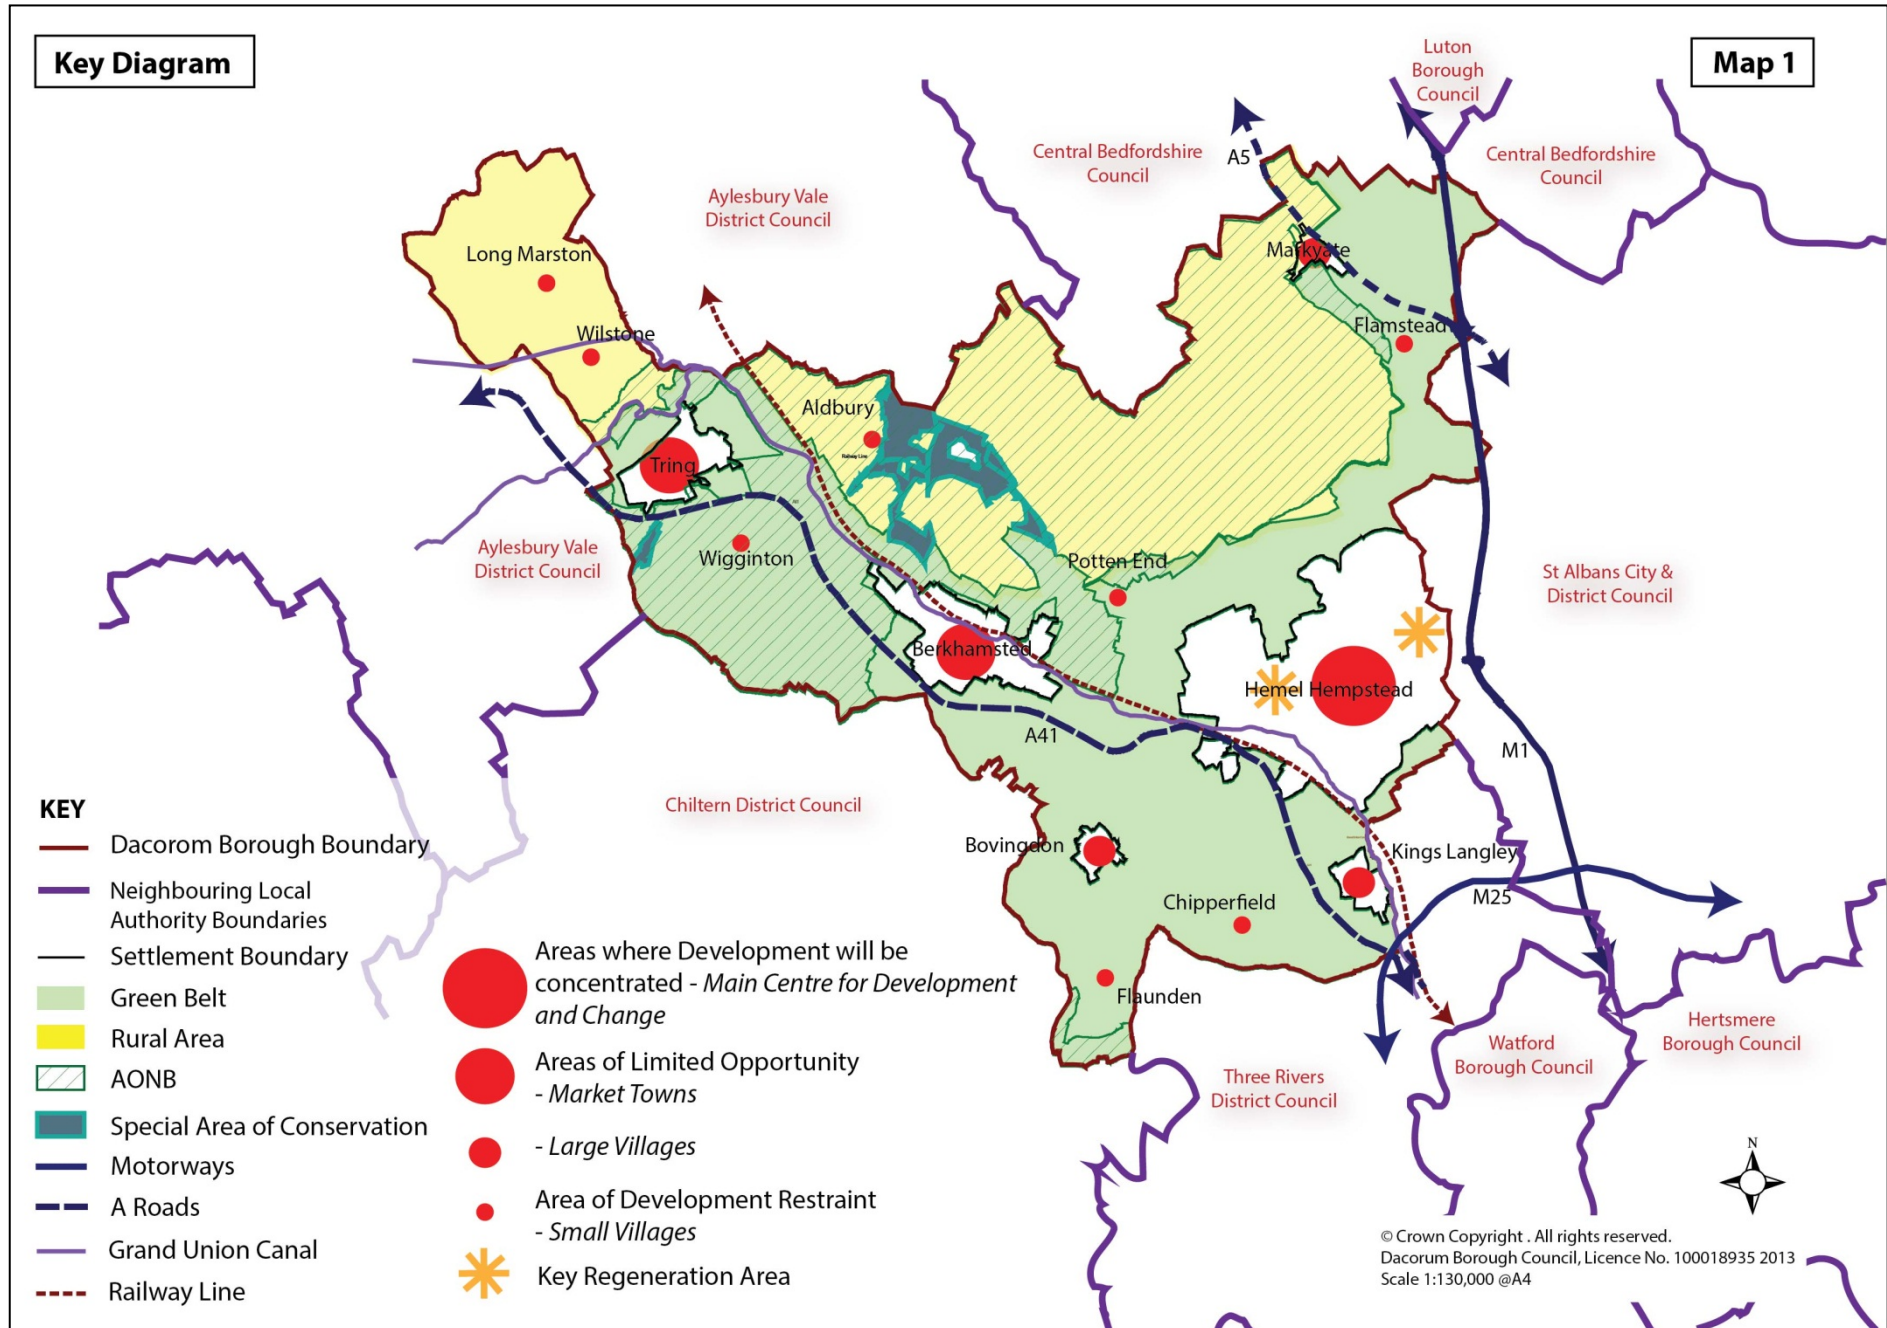 Key Diagram
Map 1
Luton
Borough
Council
Central Bedfordshire
Council
A5
Central Bedfordshire
Council
Aylesbury Vale
District Council
Long Marston
Markyate
Wilstone
Flamstead
Aldbury
Railway Line
Tring
Aylesbury Vale
District Council
Wigginton
Potten End
St Albans City &
District Council
Berkhamsted
Hemel Hempstead
A41
M1
Chiltern District Council
Bovingdon
Kings Langley
M25
Chipperfield
Flaunden
Three Rivers
District Council
Watford
Borough Council
Hertsmere
Borough Council
KEY
Dacorom Borough Boundary
Neighbouring Local
Authority Boundaries
Settlement Boundary
Green Belt
Rural Area
AONB
Special Area of Conservation
Motorways
A Roads
Grand Union Canal
Railway Line
Areas where Development will be
concentrated - Main Centre for Development
and Change
Areas of Limited Opportunity
- Market Towns
- Large Villages
Area of Development Restraint
- Small Villages
Key Regeneration Area
N
© Crown Copyright . All rights reserved.
Dacorum Borough Council, Licence No. 100018935 2013
Scale 1:130,000 @A4